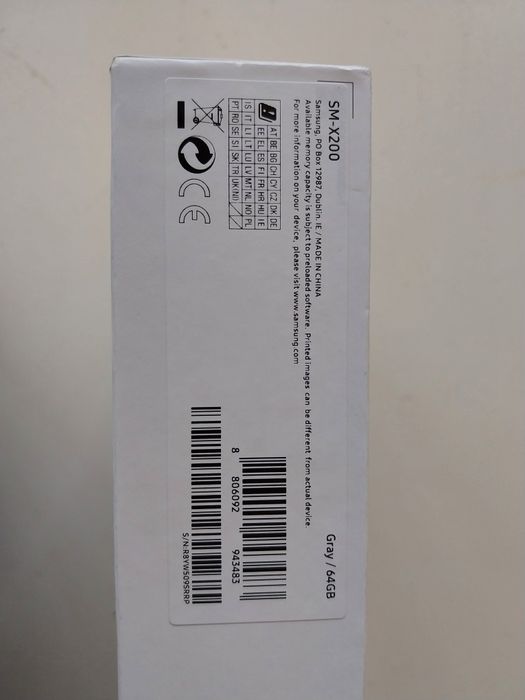 SM-X200
Gray / 64GB
Samsung, PO Box 12987, Dublin. IE / MADE IN CHINA
Available memory capacity is subject to preloaded software. Printed images can be different from actual device.
For more information on your device, please visit www.samsung.com
AT BE BG CH CY CZ DK DE
EE EL ES FI FR HR HU IE
IS IT LI LT LU LV MT NL NO PL
PT RO SE SI SK TR UK(NI)
CE
8 806092 943483
S/N:R8YW509SRRP